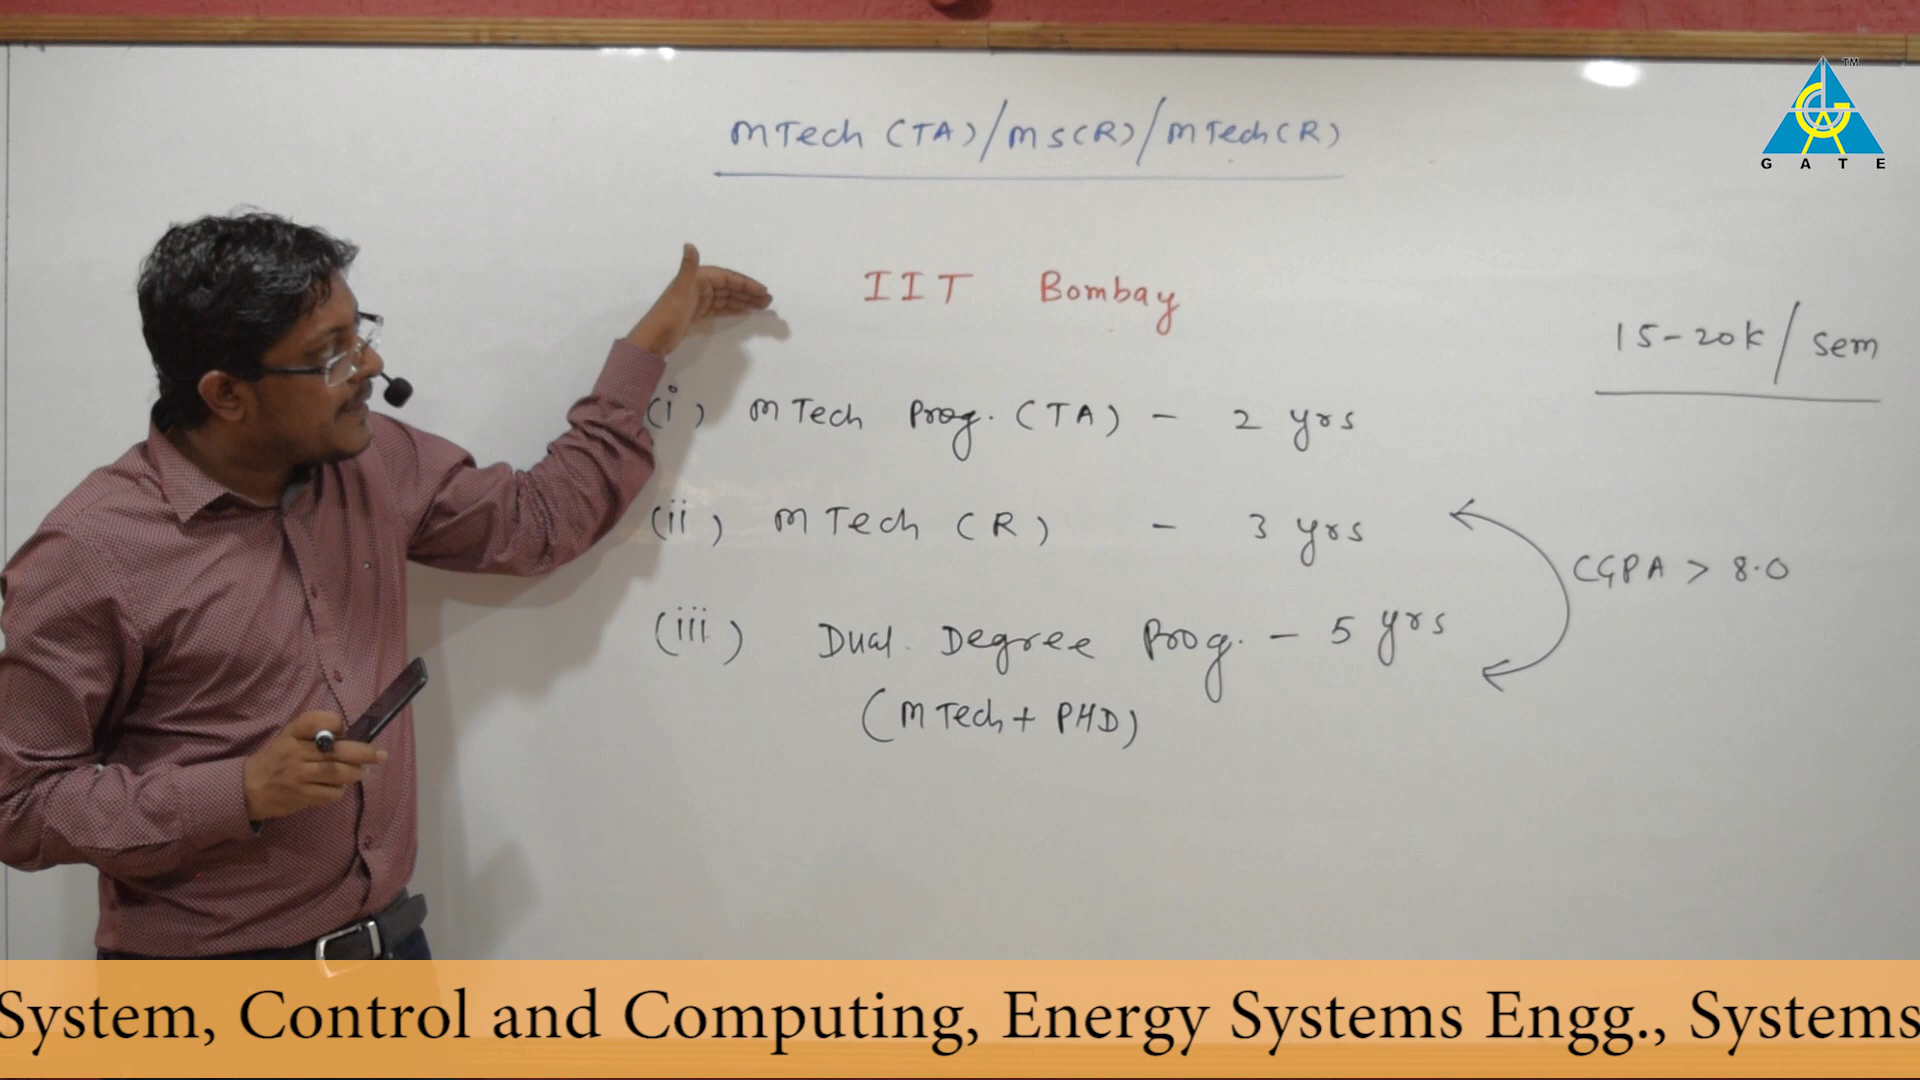 MTech (TA)/MS(R)/MTech(R)
TM
GATE
IIT Bombay
15-20K/sem
(i) MTech Prog. (TA) - 2 yrs
(ii) MTech (R) - 3 yrs
CGPA > 8.0
(iii) Dual Degree Prog. - 5 yrs
(MTech + PHD)
System, Control and Computing, Energy Systems Engg., Systems